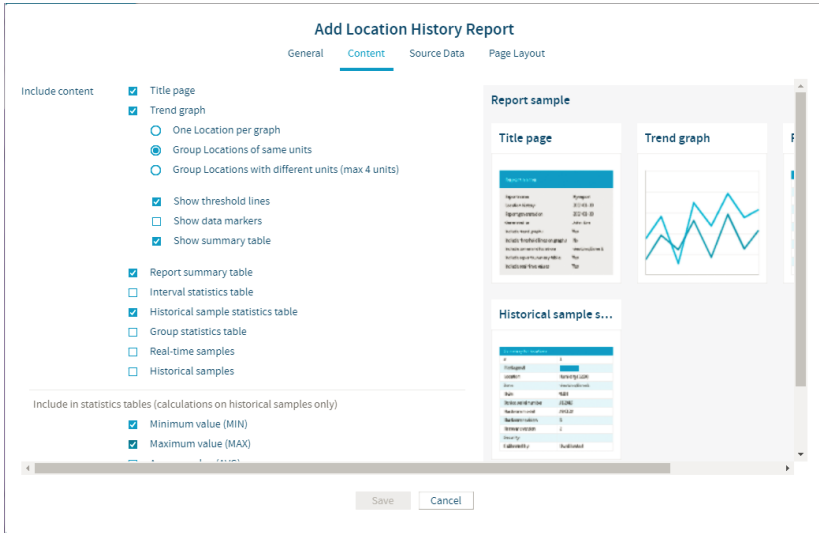 Add Location History Report
General Content Source Data Page Layout
Include content
Title page
Trend graph
One Location per graph
Group Locations of same units
Group Locations with different units (max 4 units)
Show threshold lines
Show data markers
Show summary table
Report summary table
Interval statistics table
Historical sample statistics table
Group statistics table
Real-time samples
Historical samples
Include in statistics tables (calculations on historical samples only)
Minimum value (MIN)
Maximum value (MAX)
Report sample
Title page
Trend graph
Historical sample s...
Save Cancel